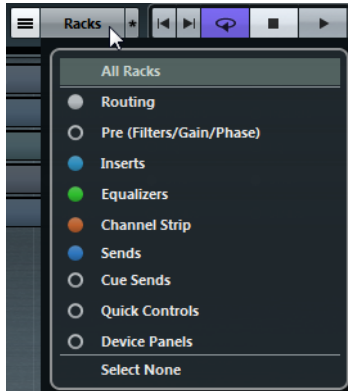 Racks *
All Racks
Routing
Pre (Filters/Gain/Phase)
Inserts
Equalizers
Channel Strip
Sends
Cue Sends
Quick Controls
Device Panels
Select None